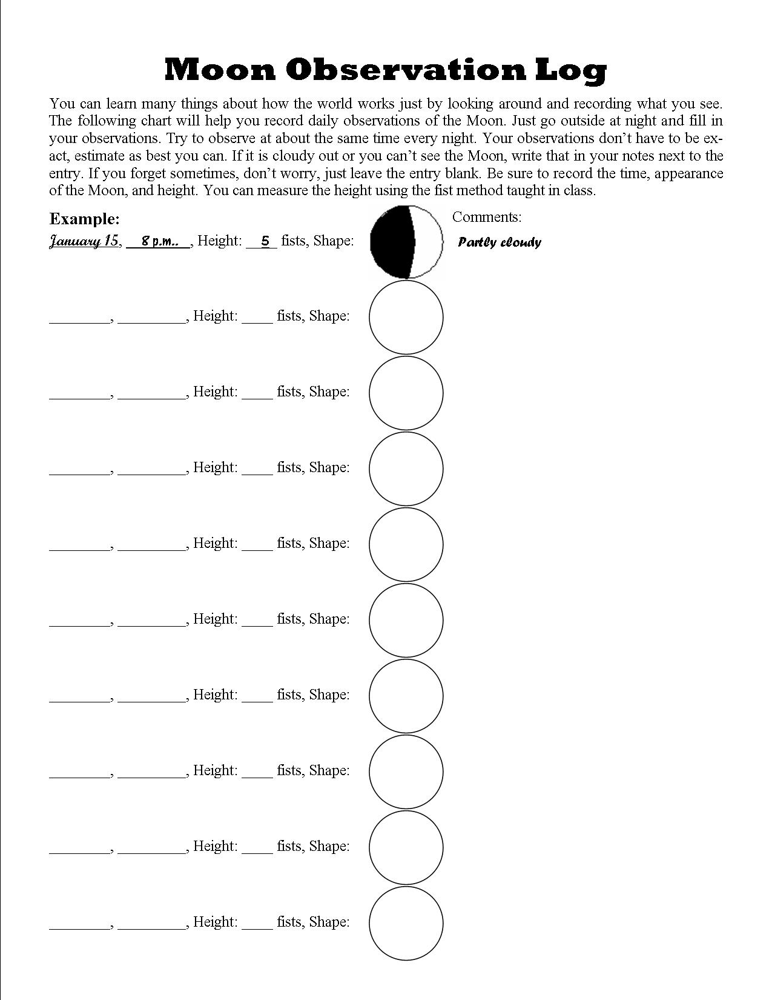 Moon Observation Log
You can learn many things about how the world works just by looking around and recording what you see.
The following chart will help you record daily observations of the Moon. Just go outside at night and fill in
your observations. Try to observe at about the same time every night. Your observations don't have to be ex-
act, estimate as best you can. If it is cloudy out or you can't see the Moon, write that in your notes next to the
entry. If you forget sometimes, don't worry, just leave the entry blank. Be sure to record the time, appearance
of the Moon, and height. You can measure the height using the fist method taught in class.
Example: Comments:
January 15, __8 p.m..__, Height: __5__ fists, Shape: Partly cloudy
________, _________, Height: ____ fists, Shape:
________, _________, Height: ____ fists, Shape:
________, _________, Height: ____ fists, Shape:
________, _________, Height: ____ fists, Shape:
________, _________, Height: ____ fists, Shape:
________, _________, Height: ____ fists, Shape:
________, _________, Height: ____ fists, Shape:
________, _________, Height: ____ fists, Shape:
________, _________, Height: ____ fists, Shape: